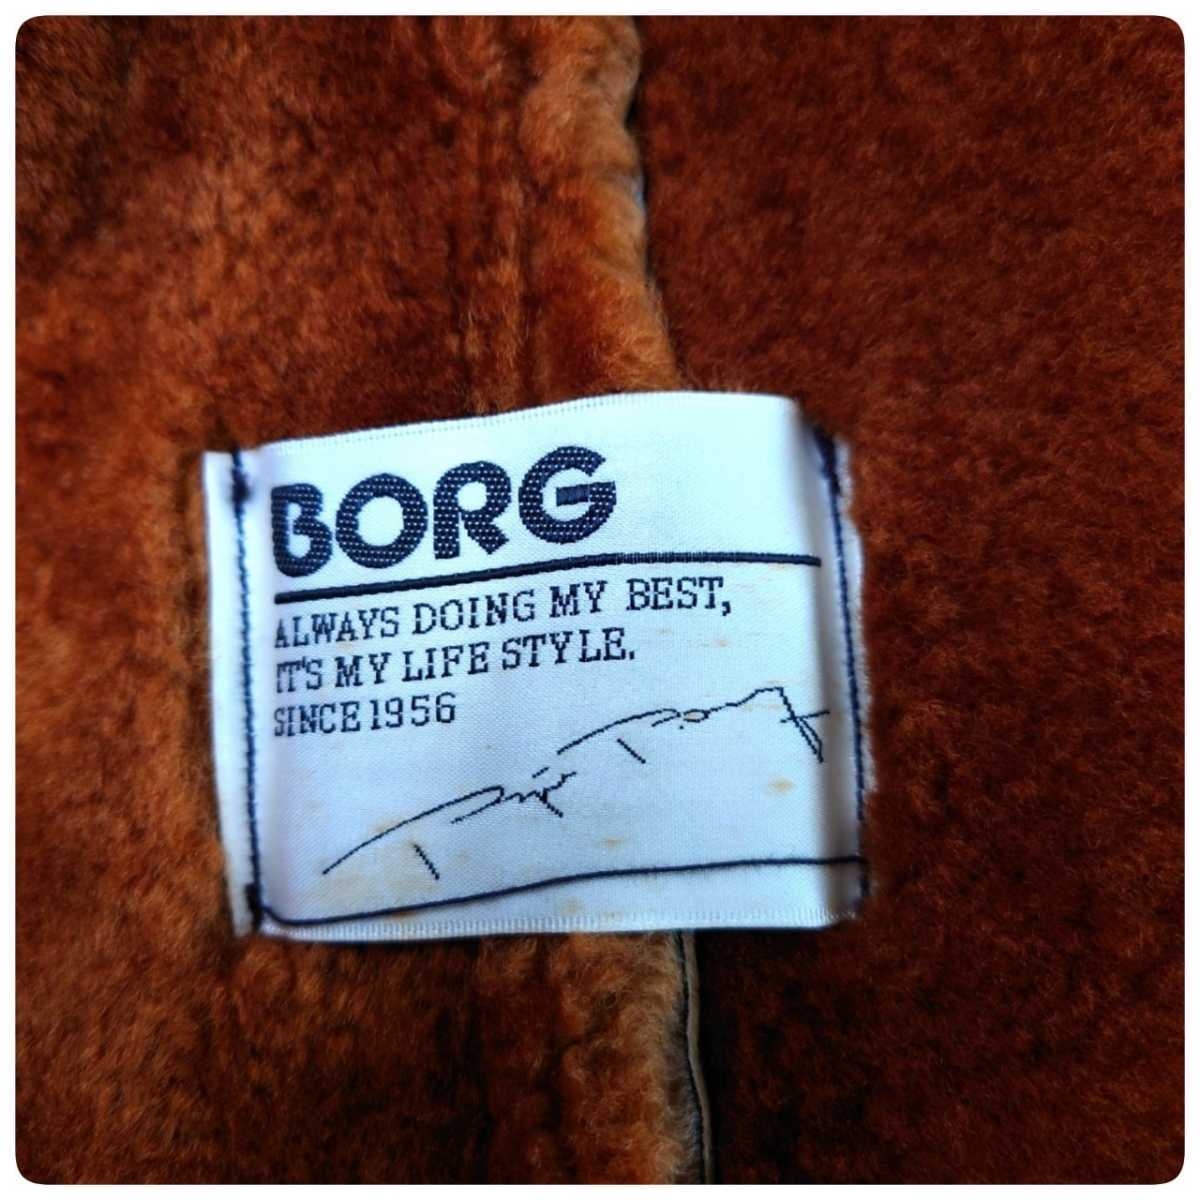 BORG
ALWAYS DOING MY BEST,
IT'S MY LIFE STYLE.
SINCE 1956